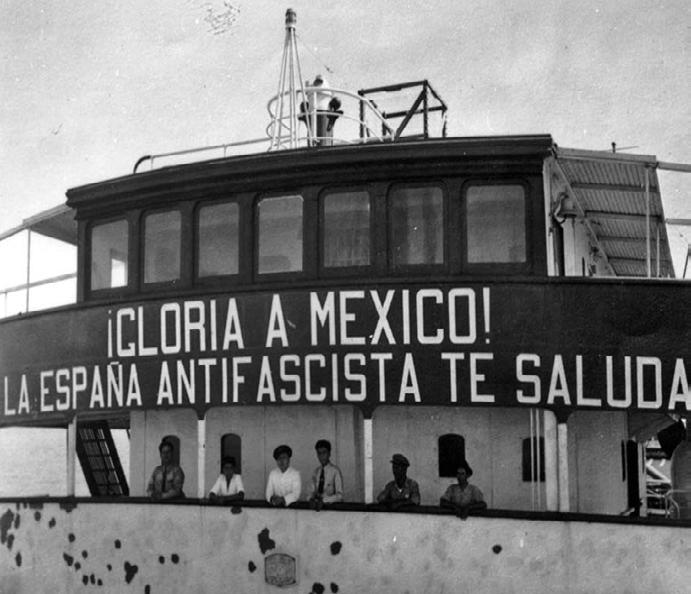 ¡GLORIA A MEXICO!
LA ESPAÑA ANTIFASCISTA TE SALUDA